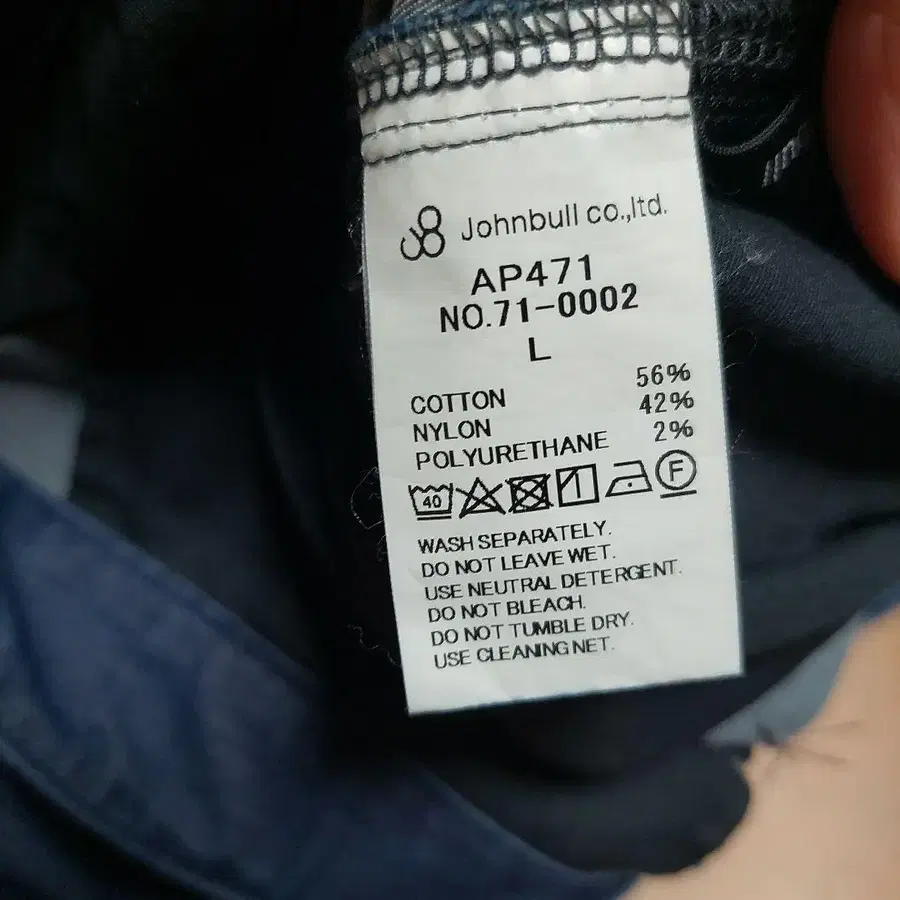 Johnbull co.,ltd.
AP471
NO.71-0002
L
COTTON 56%
NYLON 42%
POLYURETHANE 2%
40 F
WASH SEPARATELY.
DO NOT LEAVE WET.
USE NEUTRAL DETERGENT.
DO NOT BLEACH.
DO NOT TUMBLE DRY.
USE CLEANING NET.